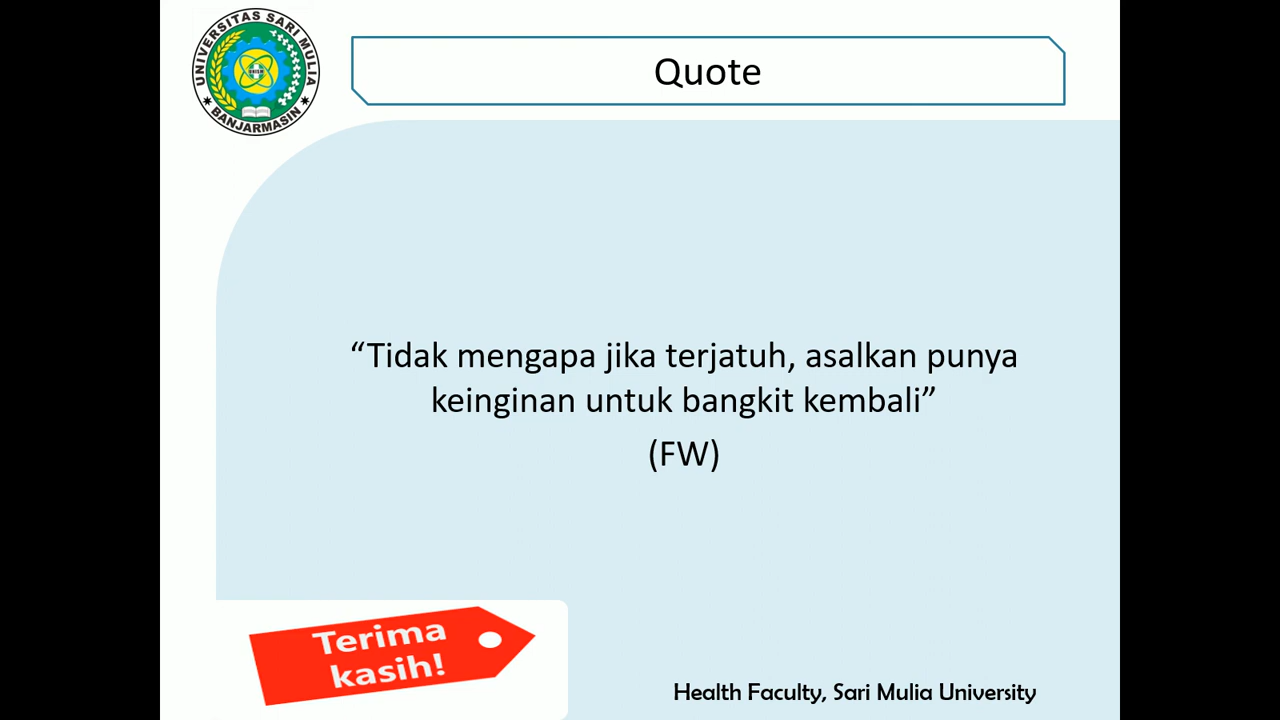 UNIVERSITAS SARI MULIA
BANJARMASIN
Quote
“Tidak mengapa jika terjatuh, asalkan punya
keinginan untuk bangkit kembali”
(FW)
Terima
kasih!
Health Faculty, Sari Mulia University